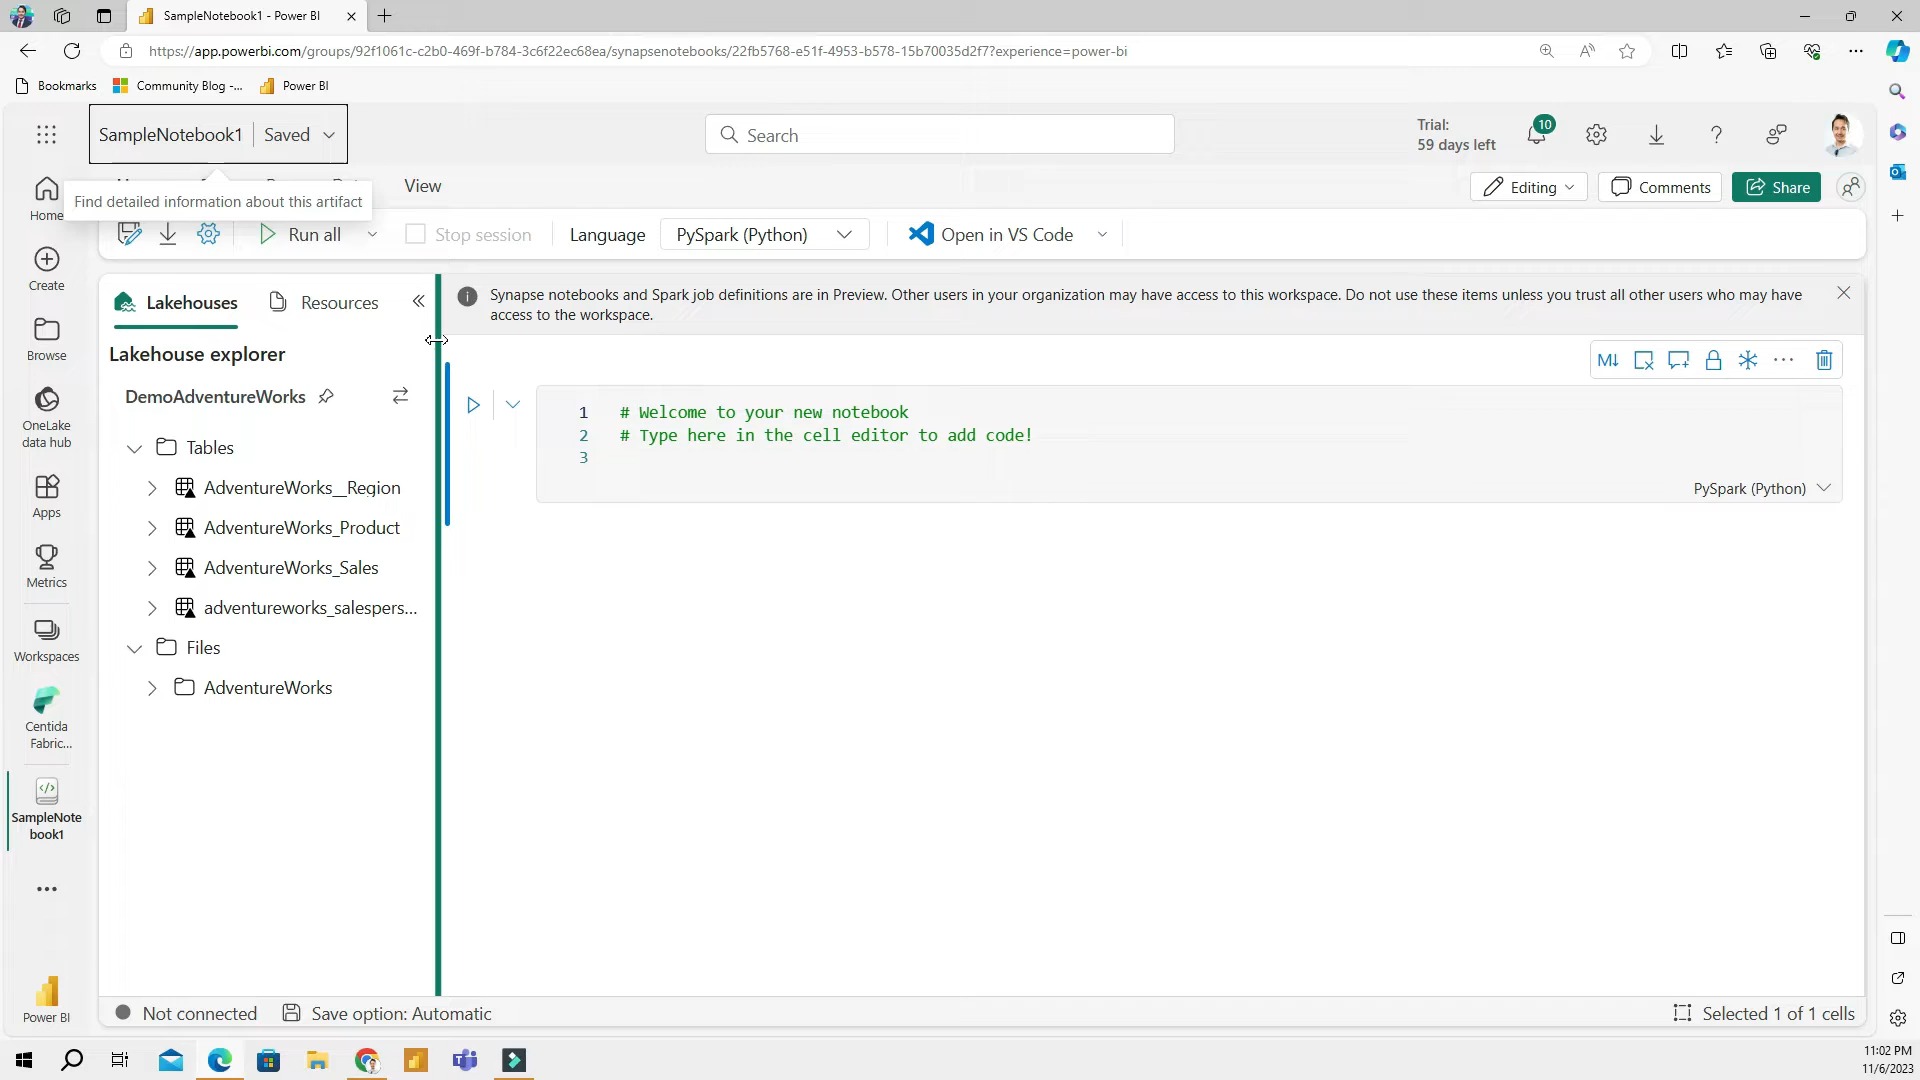 SampleNotebook1 - Power BI
https://app.powerbi.com/groups/92f1061c-c2b0-469f-b784-3c6f22ec68ea/synapsenotebooks/22fb5768-e51f-4953-b578-15b70035d2f7?experience=power-bi
Bookmarks
Community Blog -...
Power BI
SampleNotebook1
Saved
Search
Trial:
59 days left
10
Find detailed information about this artifact
View
Editing
Comments
Share
Run all
Stop session
Language
PySpark (Python)
Open in VS Code
Home
Create
Browse
OneLake
data hub
Apps
Metrics
Workspaces
Centida
Fabric...
SampleNote
book1
Power BI
Lakehouses
Resources
Lakehouse explorer
DemoAdventureWorks
Tables
AdventureWorks__Region
AdventureWorks_Product
AdventureWorks_Sales
adventureworks_salespers...
Files
AdventureWorks
Synapse notebooks and Spark job definitions are in Preview. Other users in your organization may have access to this workspace. Do not use these items unless you trust all other users who may have
access to the workspace.
M↓
1 # Welcome to your new notebook
2 # Type here in the cell editor to add code!
3
PySpark (Python)
Not connected
Save option: Automatic
Selected 1 of 1 cells
11:02 PM
11/6/2023